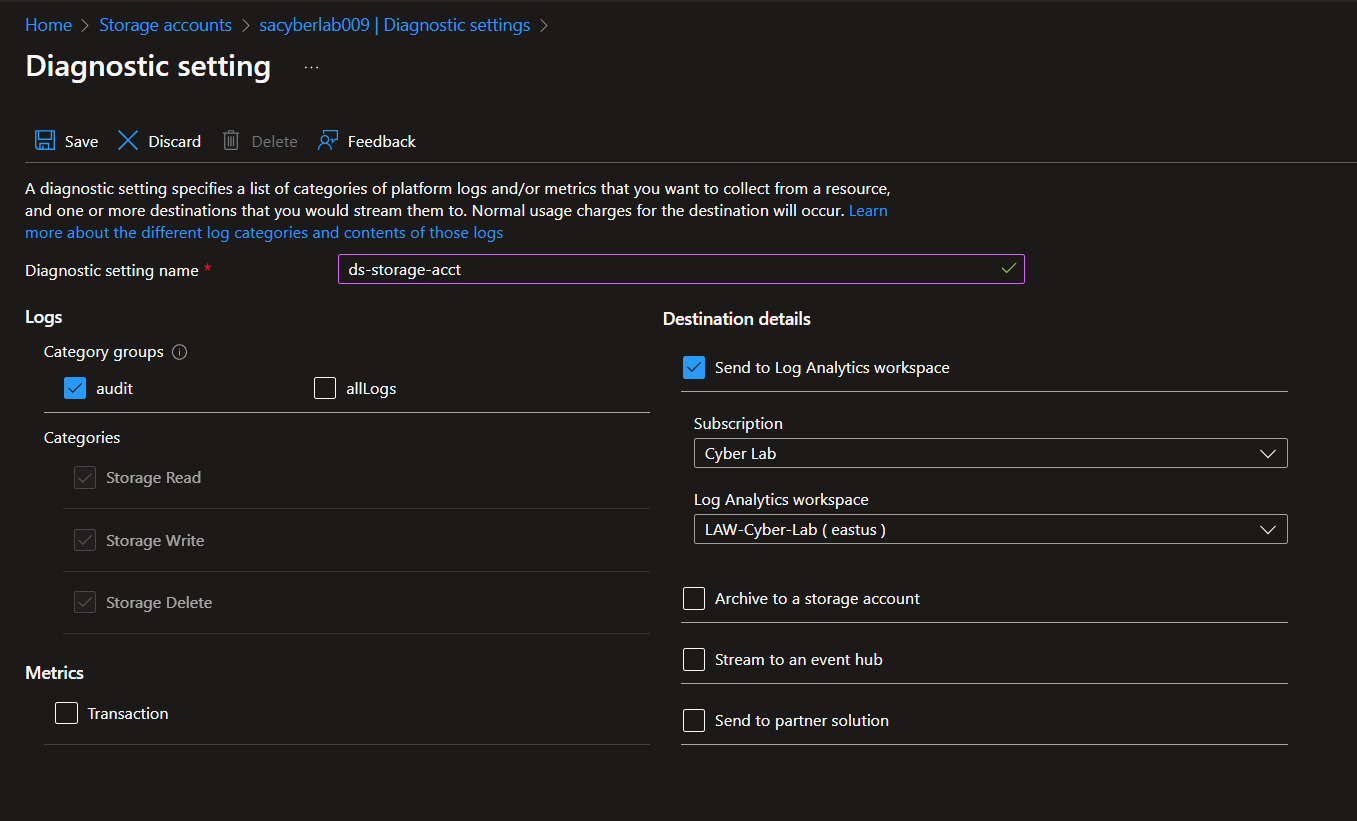 Home > Storage accounts > sacyberlab009 | Diagnostic settings >
Diagnostic setting ...
Save Discard Delete Feedback
A diagnostic setting specifies a list of categories of platform logs and/or metrics that you want to collect from a resource,
and one or more destinations that you would stream them to. Normal usage charges for the destination will occur. Learn
more about the different log categories and contents of those logs
Diagnostic setting name * ds-storage-acct
Logs
Category groups
audit allLogs
Categories
Storage Read
Storage Write
Storage Delete
Metrics
Transaction
Destination details
Send to Log Analytics workspace
Subscription
Cyber Lab
Log Analytics workspace
LAW-Cyber-Lab ( eastus )
Archive to a storage account
Stream to an event hub
Send to partner solution